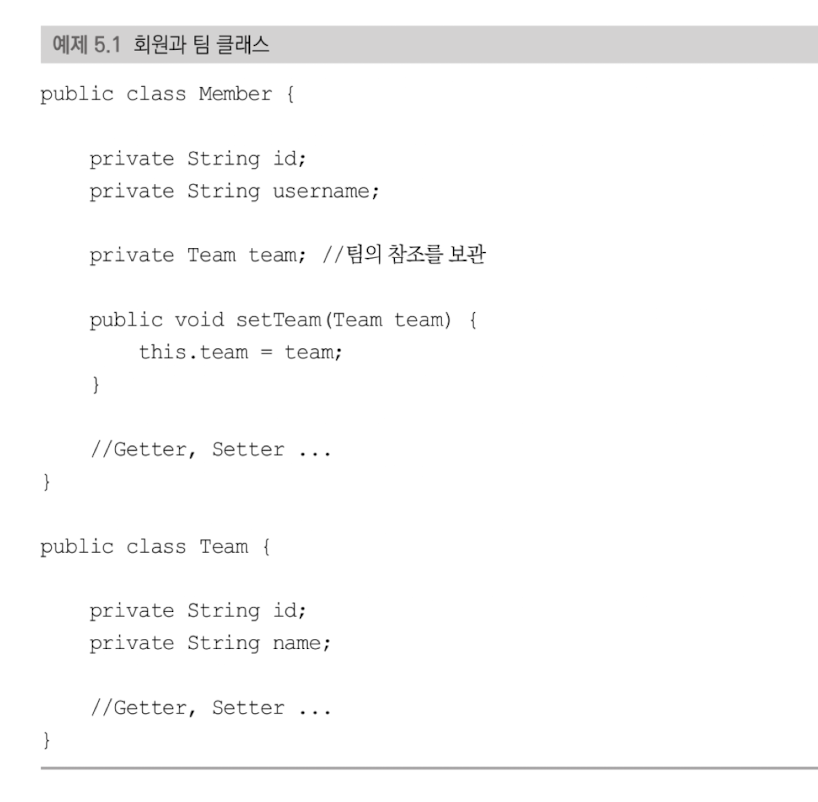 예제 5.1 회원과 팀 클래스
public class Member {
    private String id;
    private String username;
    private Team team; //팀의 참조를 보관
    public void setTeam(Team team) {
        this.team = team;
    }
    //Getter, Setter ...
}
public class Team {
    private String id;
    private String name;
    //Getter, Setter ...
}